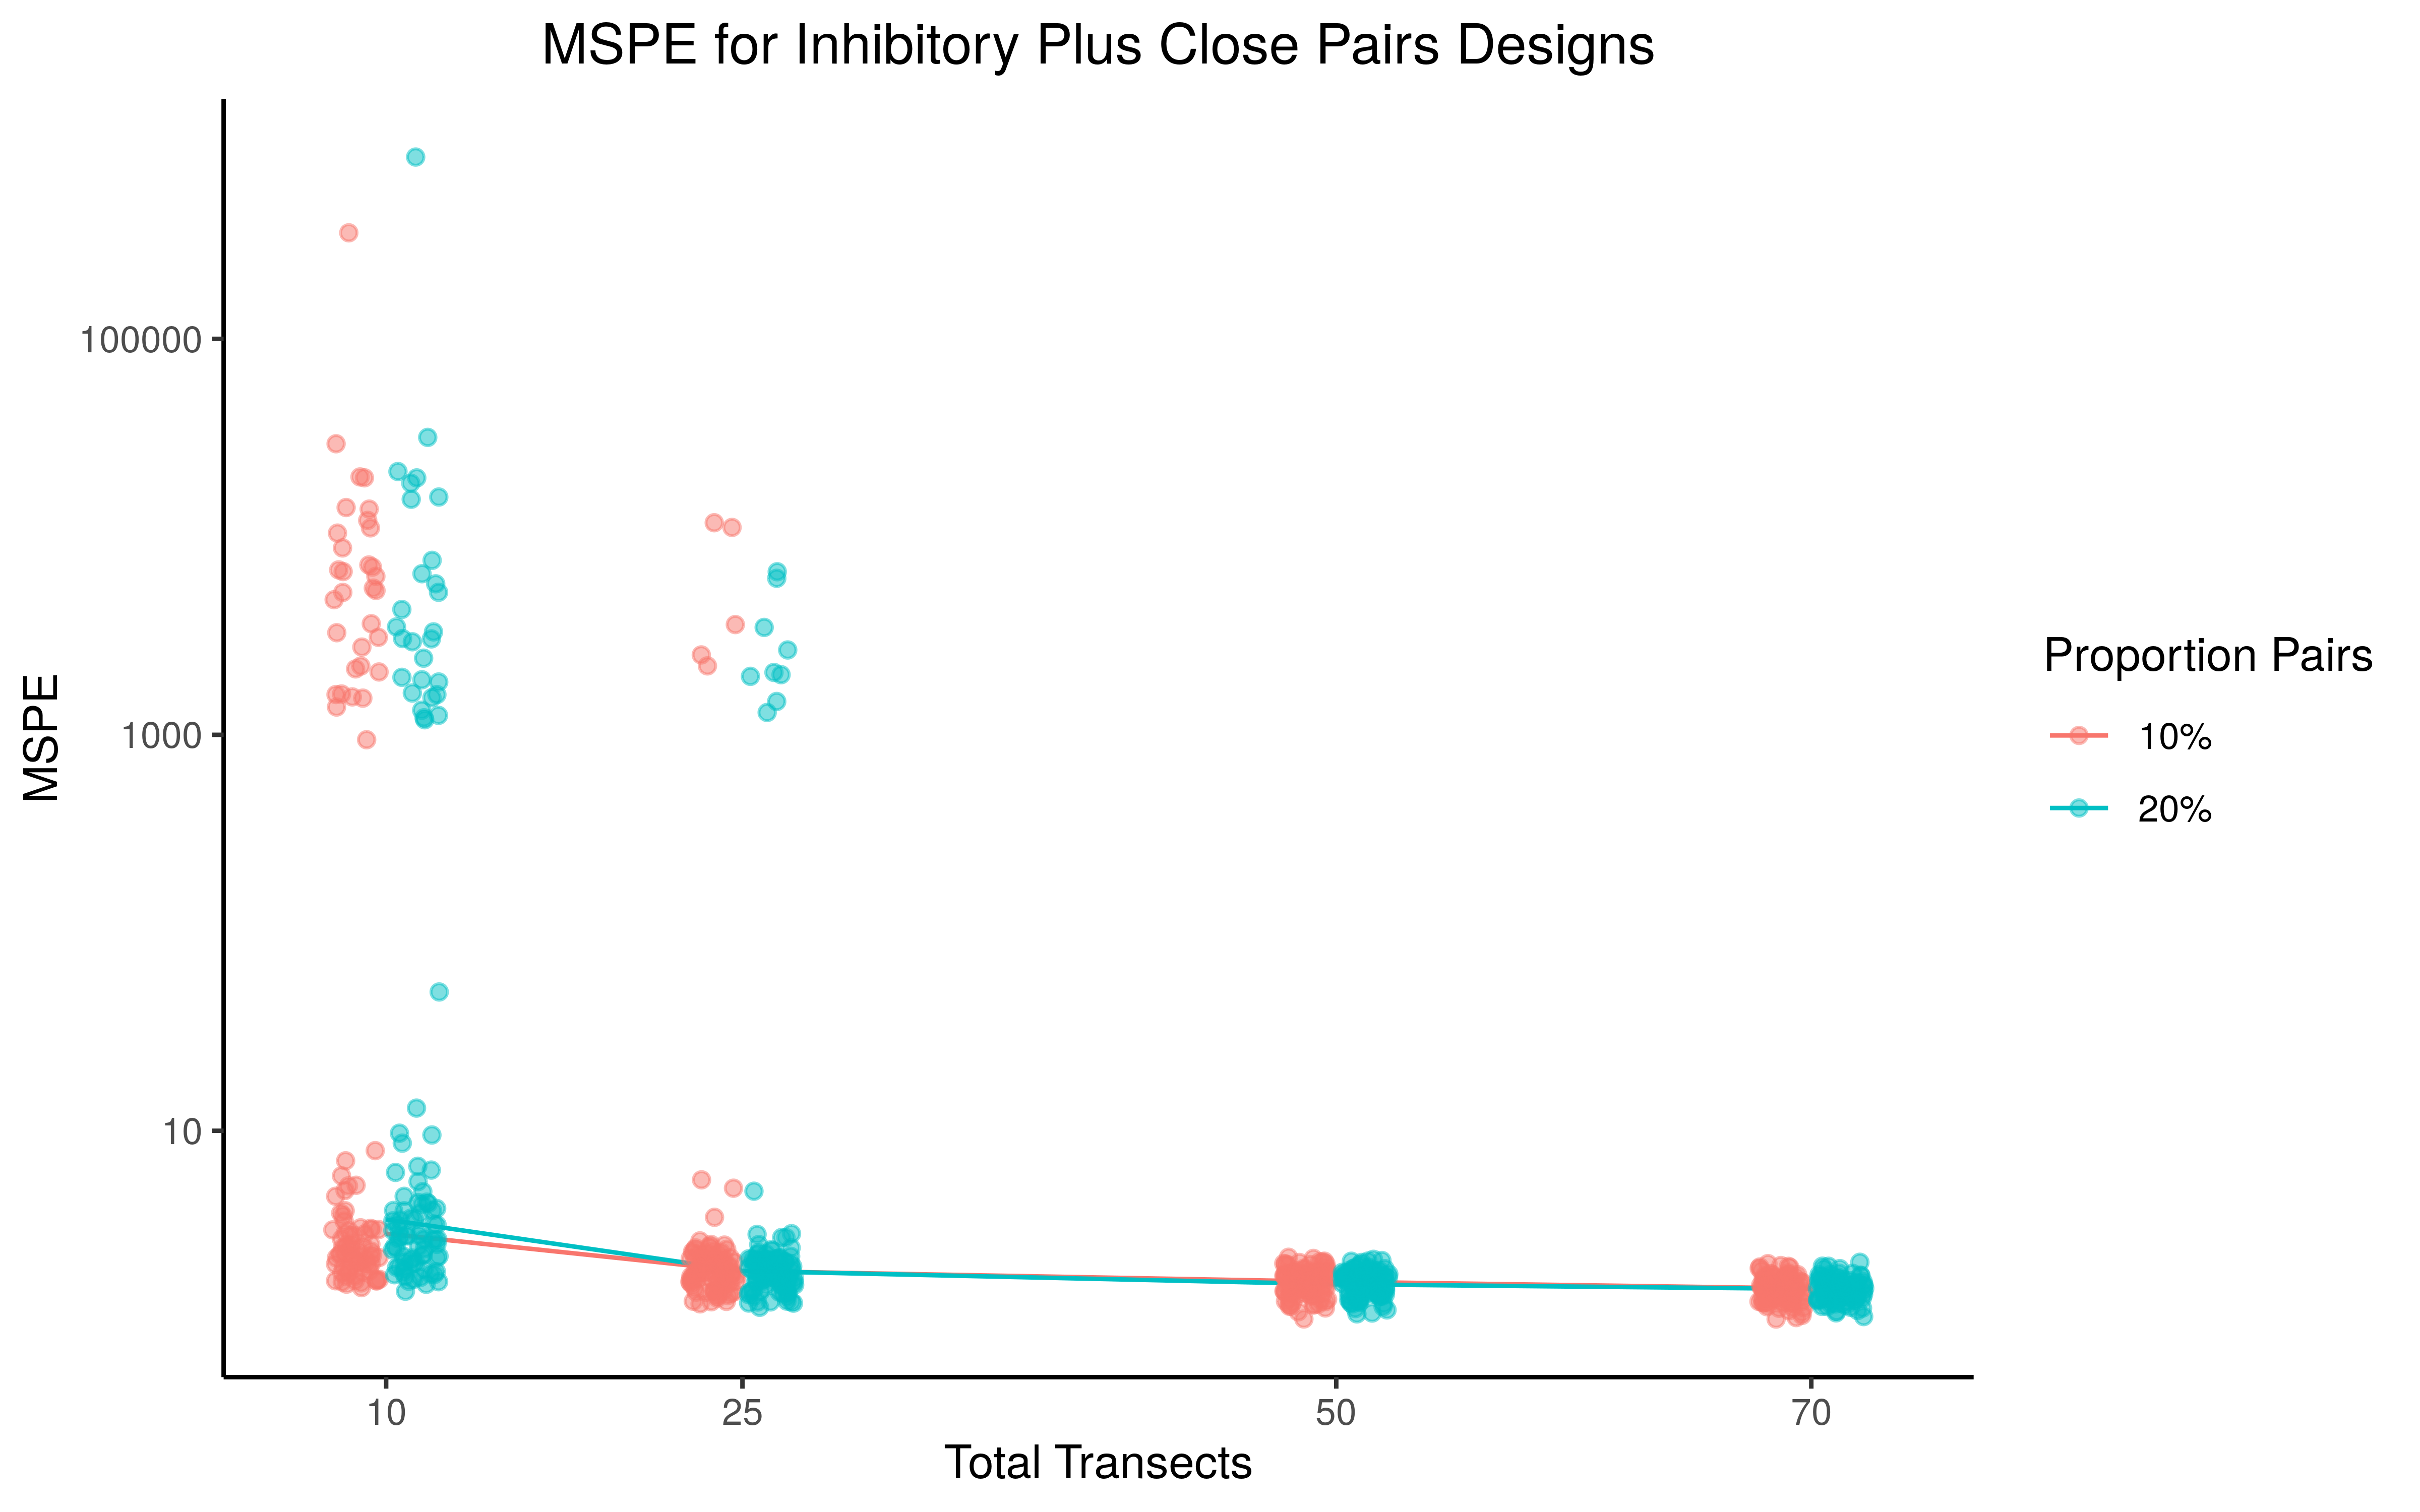 MSPE for Inhibitory Plus Close Pairs Designs
MSPE
100000
1000
10
10
25
50
70
Total Transects
Proportion Pairs
10%
20%